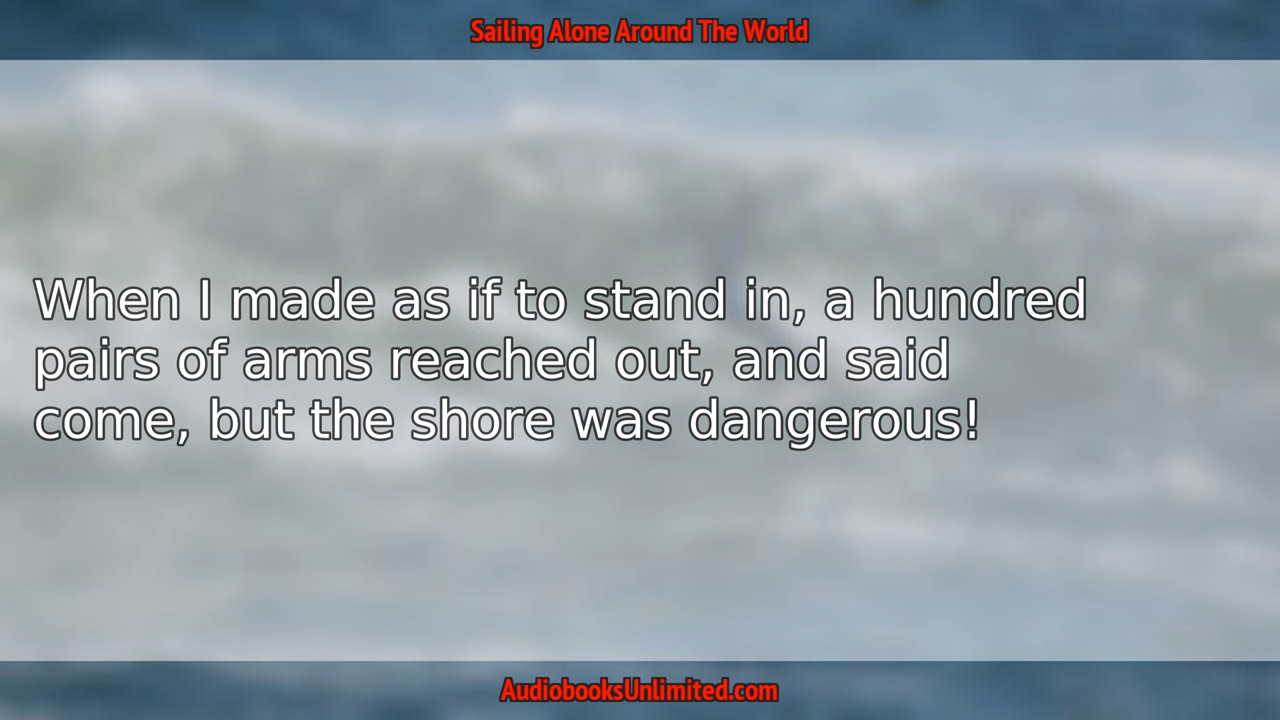 Sailing Alone Around The World
When I made as if to stand in, a hundred
pairs of arms reached out, and said
come, but the shore was dangerous!
AudiobooksUnlimited.com